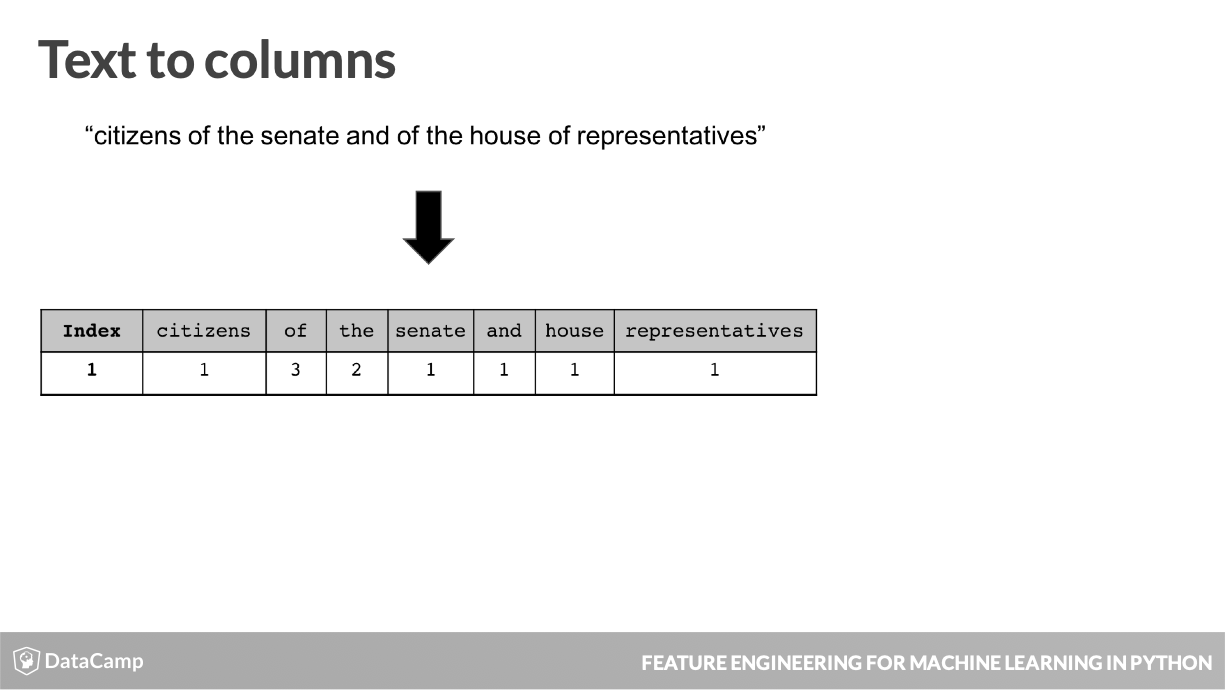 Text to columns
“citizens of the senate and of the house of representatives”
Index citizens of the senate and house representatives
1 1 3 2 1 1 1 1
DataCamp
FEATURE ENGINEERING FOR MACHINE LEARNING IN PYTHON